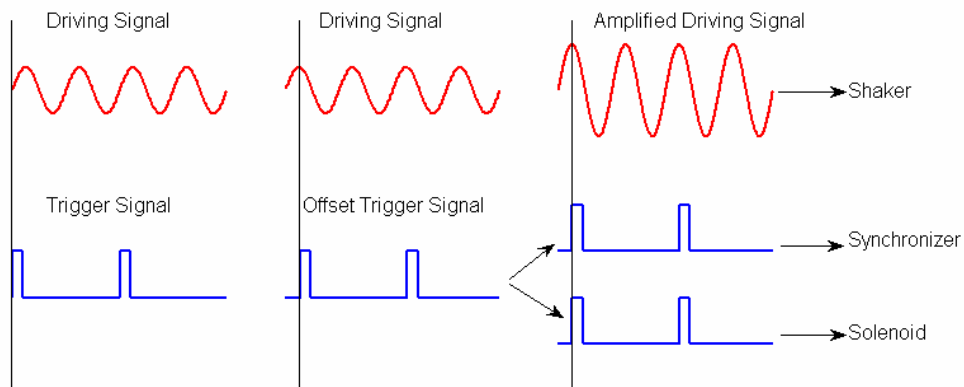 Driving Signal
Driving Signal
Amplified Driving Signal
Shaker
Trigger Signal
Offset Trigger Signal
Synchronizer
Solenoid